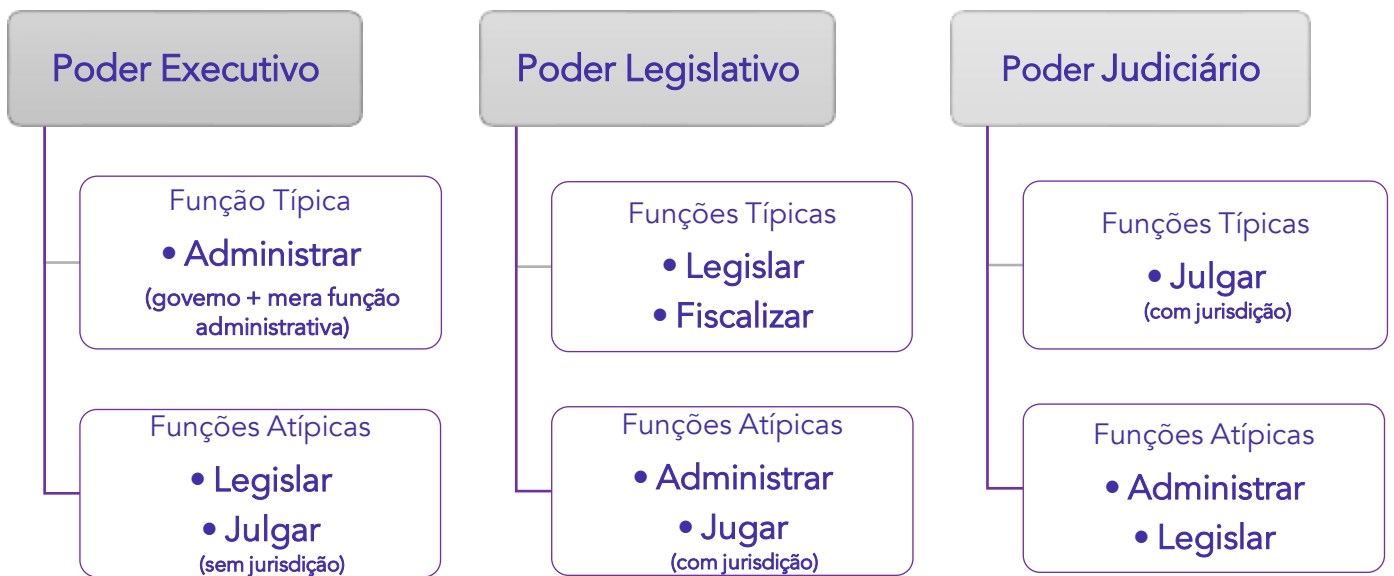 Poder Executivo
Função Típica
• Administrar
(governo + mera função
administrativa)
Funções Atípicas
• Legislar
• Julgar
(sem jurisdição)
Poder Legislativo
Funções Típicas
• Legislar
• Fiscalizar
Funções Atípicas
• Administrar
• Jugar
(com jurisdição)
Poder Judiciário
Funções Típicas
• Julgar
(com jurisdição)
Funções Atípicas
• Administrar
• Legislar